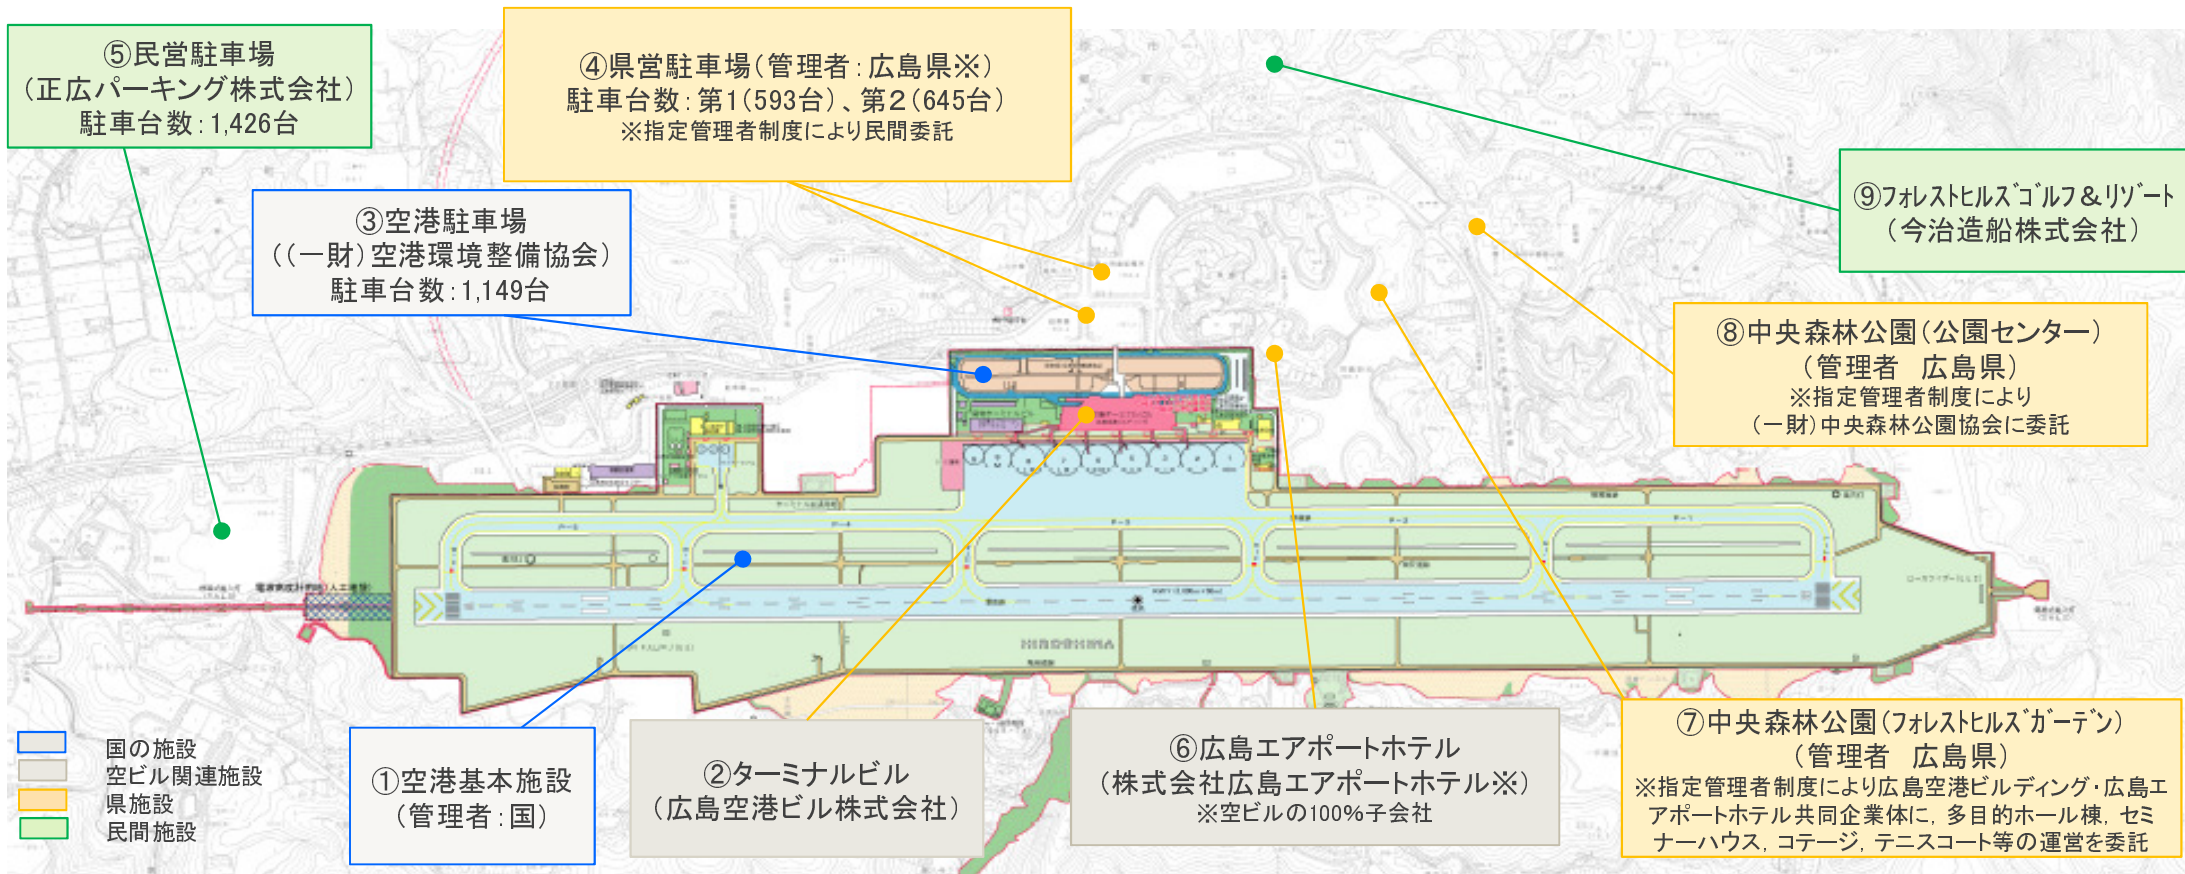 ⑤民営駐車場
(正広パーキング株式会社)
駐車台数:1,426台
④県営駐車場(管理者:広島県※)
駐車台数:第1(593台)、第2(645台)
※指定管理者制度により民間委託
③空港駐車場
((一財)空港環境整備協会)
駐車台数:1,149台
⑨フォレストヒルズゴルフ&リゾート
(今治造船株式会社)
⑧中央森林公園(公園センター)
(管理者 広島県)
※指定管理者制度により
(一財)中央森林公園協会に委託
HIROSHIMA
国の施設
空ビル関連施設
県施設
民間施設
①空港基本施設
(管理者:国)
②ターミナルビル
(広島空港ビル株式会社)
⑥広島エアポートホテル
(株式会社広島エアポートホテル※)
※空ビルの100%子会社
⑦中央森林公園(フォレストヒルズガーデン)
(管理者 広島県)
※指定管理者制度により広島空港ビルディング・広島エ
アポートホテル共同企業体に,多目的ホール棟,セミ
ナーハウス,コテージ,テニスコート等の運営を委託